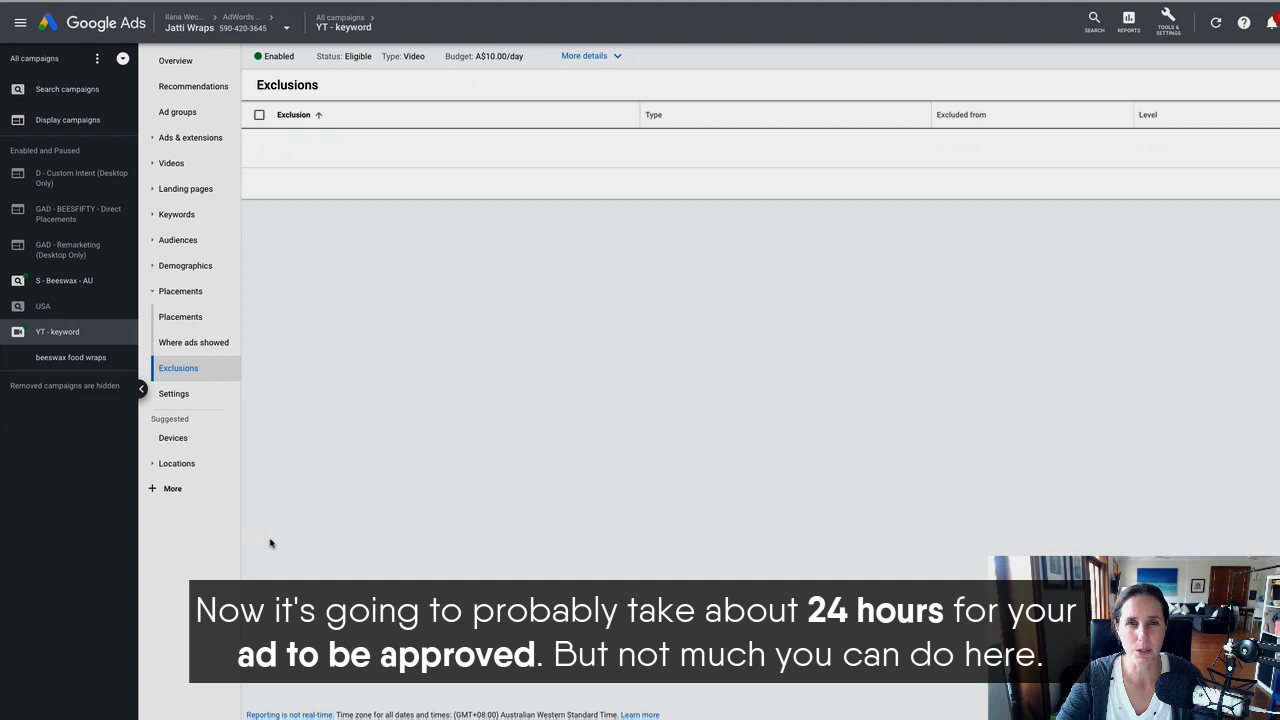 Google Ads
Ilana Wec... > AdWords ... >
Jatti Wraps 590-420-3645
All campaigns >
YT - keyword
SEARCH
REPORTS
TOOLS &
SETTINGS
All campaigns
Search campaigns
Display campaigns
Enabled and Paused
D - Custom Intent (Desktop
Only)
GAD - BEESFIFTY - Direct
Placements
GAD - Remarketing
(Desktop Only)
S - Beeswax - AU
USA
YT - keyword
beeswax food wraps
Removed campaigns are hidden
Overview
Recommendations
Ad groups
Ads & extensions
Videos
Landing pages
Keywords
Audiences
Demographics
Placements
Placements
Where ads showed
Exclusions
Settings
Suggested
Devices
Locations
+ More
Enabled Status: Eligible Type: Video Budget: A$10.00/day More details
Exclusions
Exclusion ↑ Type Excluded from Level
Now it's going to probably take about 24 hours for your
ad to be approved. But not much you can do here.
Reporting is not real-time. Time zone for all dates and times: (GMT+08:00) Australian Western Standard Time. Learn more